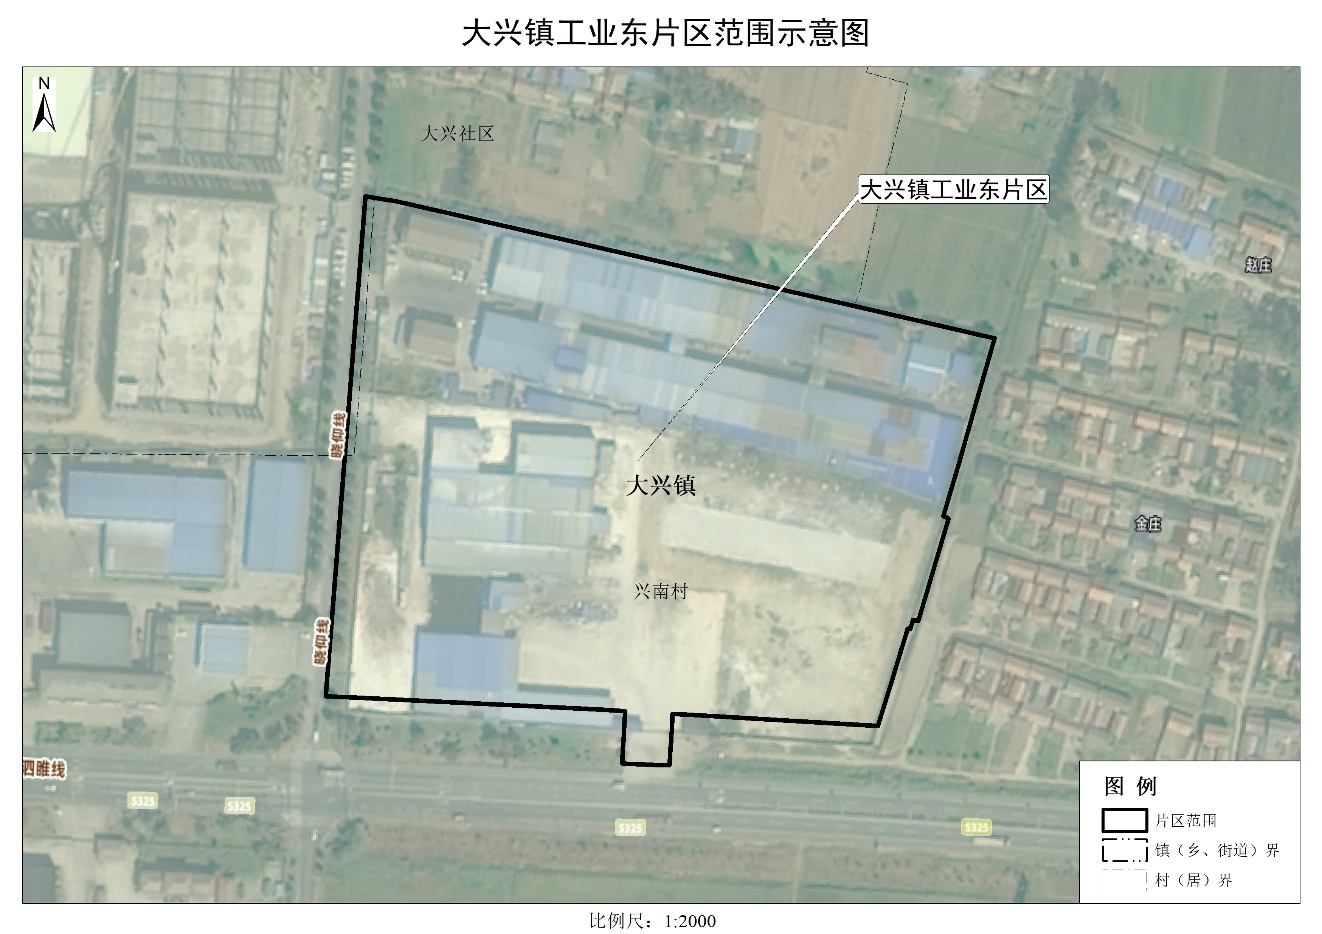 大兴镇工业东片区范围示意图
N
大兴社区
大兴镇工业东片区
赵庄
晓仰线
大兴镇
金庄
兴南村
晓仰线
泗睢线
S325
S325
S325
S325
图 例
片区范围
镇（乡、街道）界
村（居）界
比例尺：1:2000